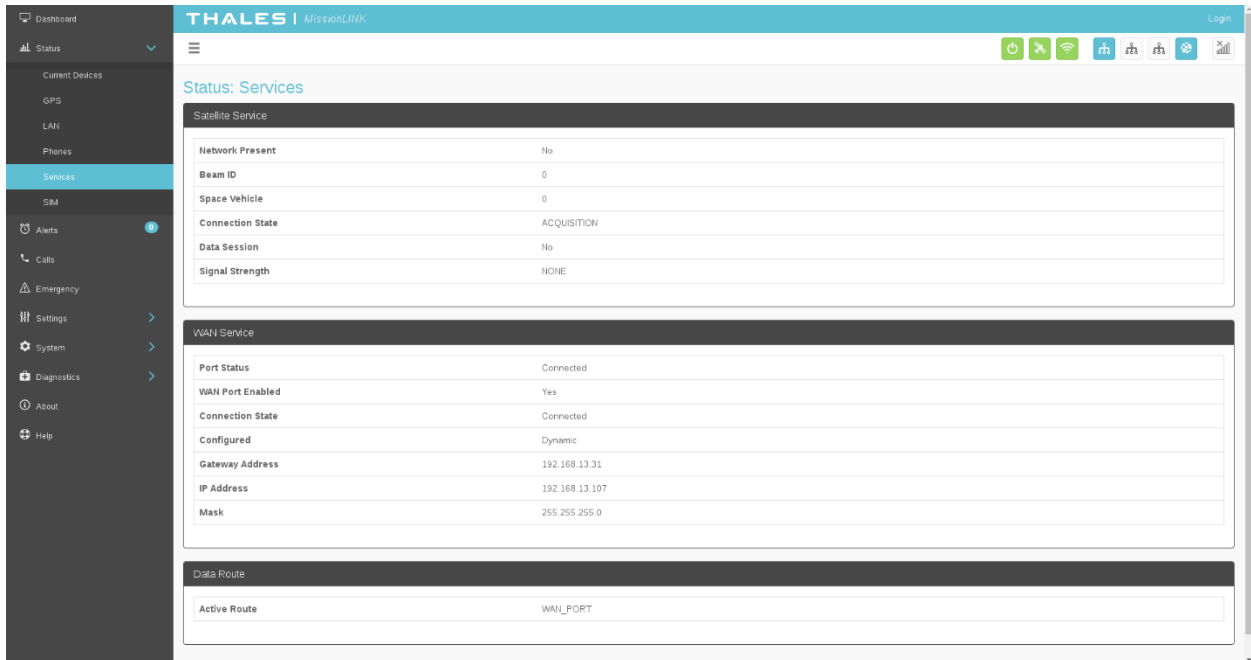 Dashboard
THALES | MissionLINK
Login
Status
Current Devices
GPS
LAN
Phones
Services
SIM
Alerts 0
Calls
Emergency
Settings
System
Diagnostics
About
Help
Status: Services
Satellite Service
Network Present No
Beam ID 0
Space Vehicle 0
Connection State ACQUISITION
Data Session No
Signal Strength NONE
WAN Service
Port Status Connected
WAN Port Enabled Yes
Connection State Connected
Configured Dynamic
Gateway Address 192.168.13.31
IP Address 192.168.13.107
Mask 255.255.255.0
Data Route
Active Route WAN_PORT